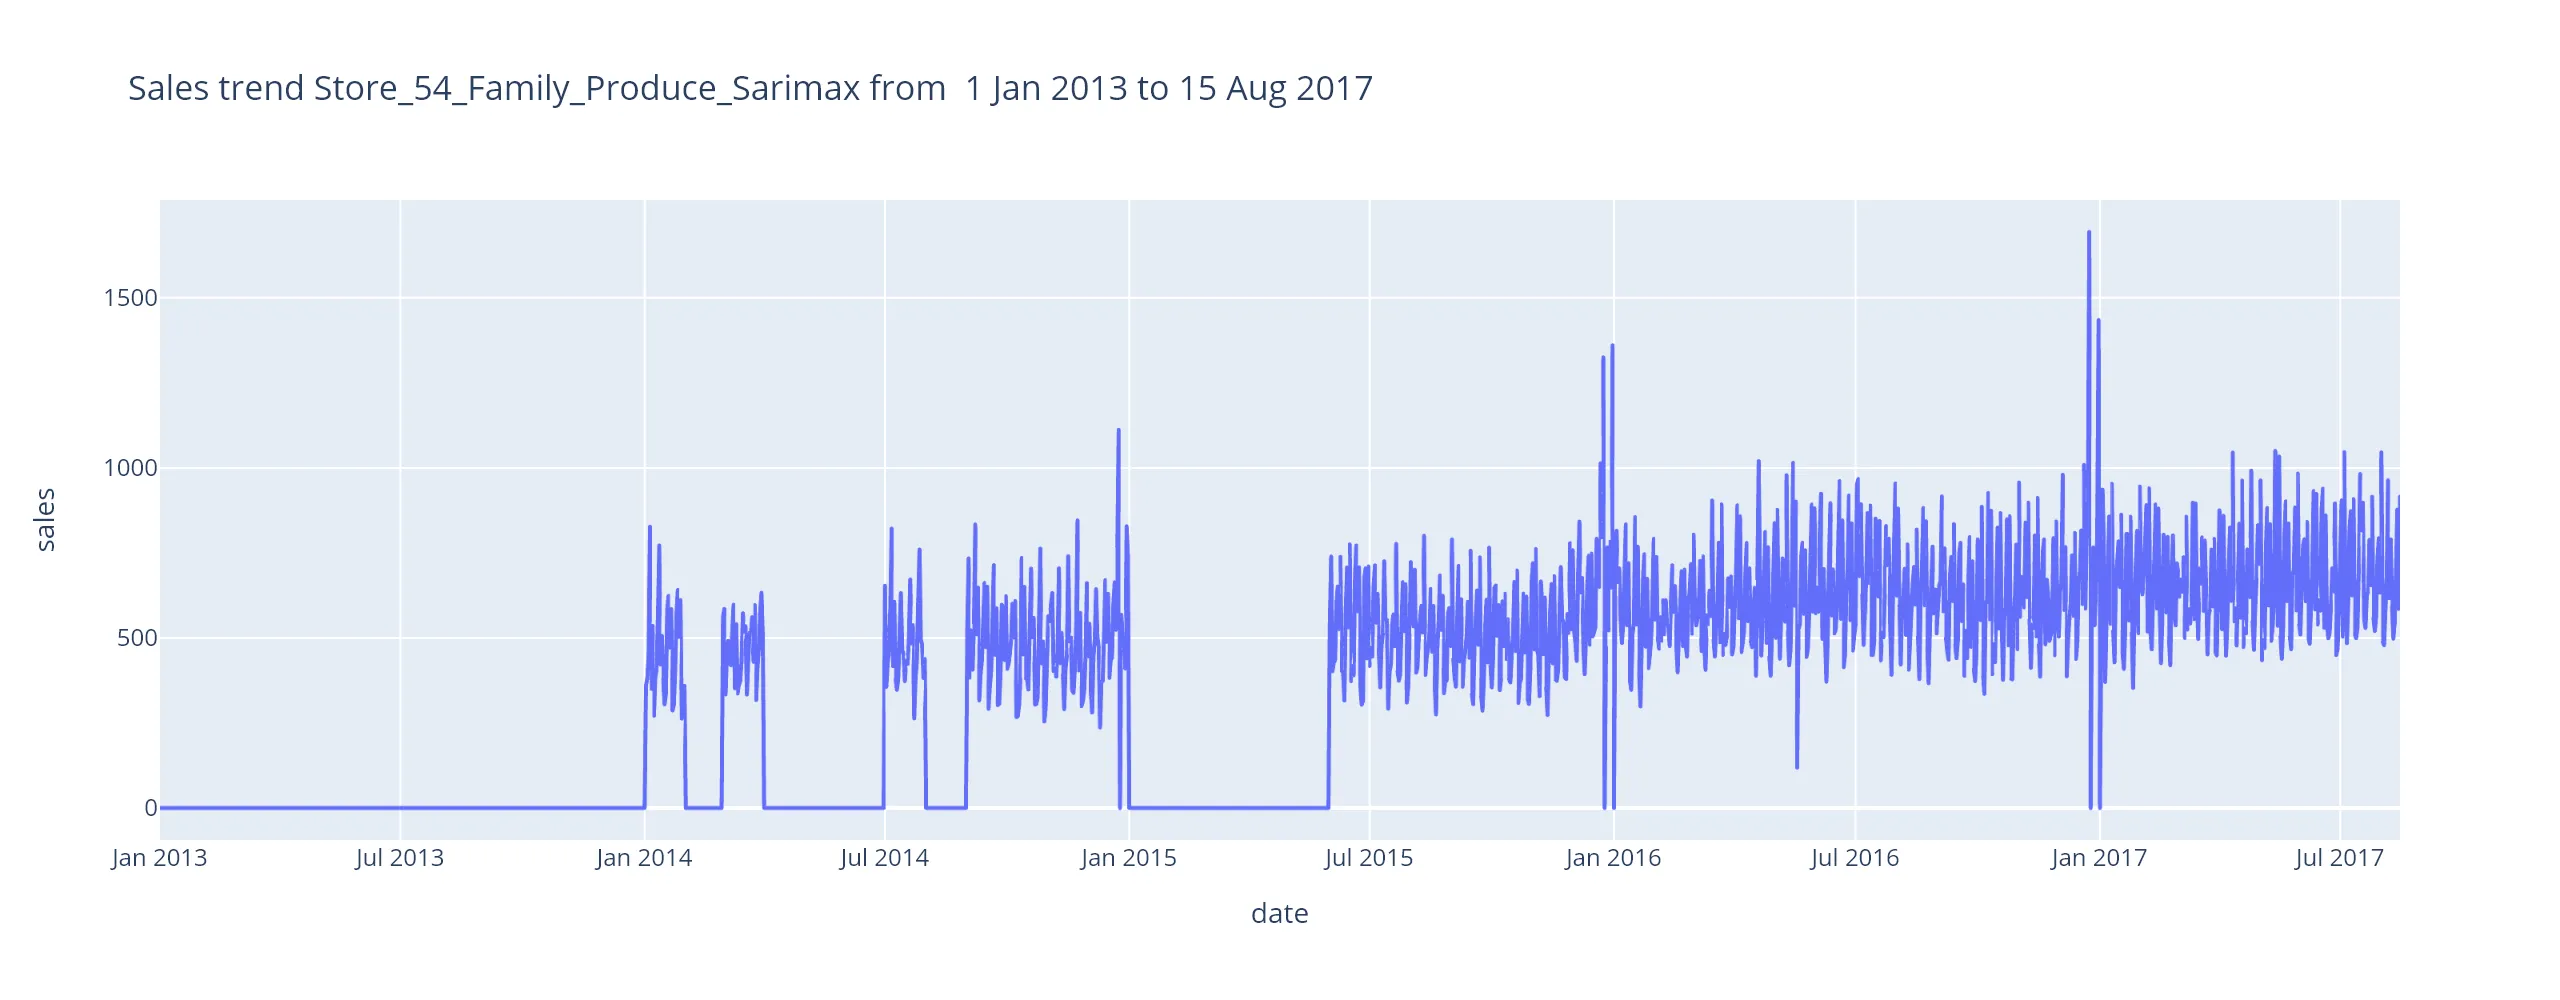 Sales trend Store_54_Family_Produce_Sarimax from  1 Jan 2013 to 15 Aug 2017
sales
1500
1000
500
0
Jan 2013 Jul 2013 Jan 2014 Jul 2014 Jan 2015 Jul 2015 Jan 2016 Jul 2016 Jan 2017 Jul 2017
date